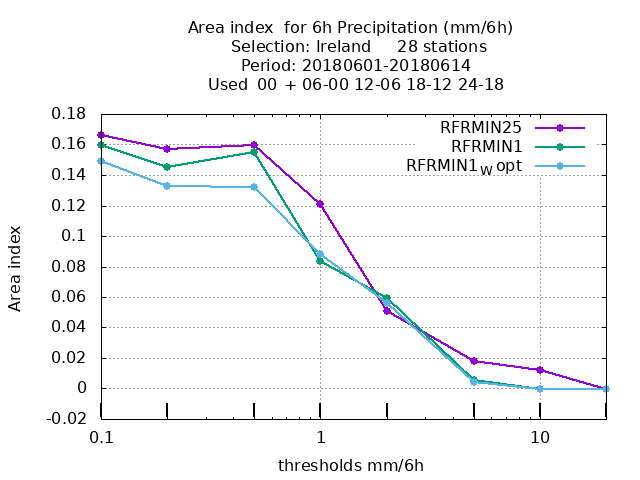 Area index  for 6h Precipitation (mm/6h)
Selection: Ireland     28 stations
Period: 20180601-20180614
Used  00  + 06-00 12-06 18-12 24-18
RFRMIN25
RFRMIN1
RFRMIN1w opt
0.18
0.16
0.14
0.12
0.1
0.08
0.06
0.04
0.02
0
-0.02
Area index
0.1
1
10
thresholds mm/6h